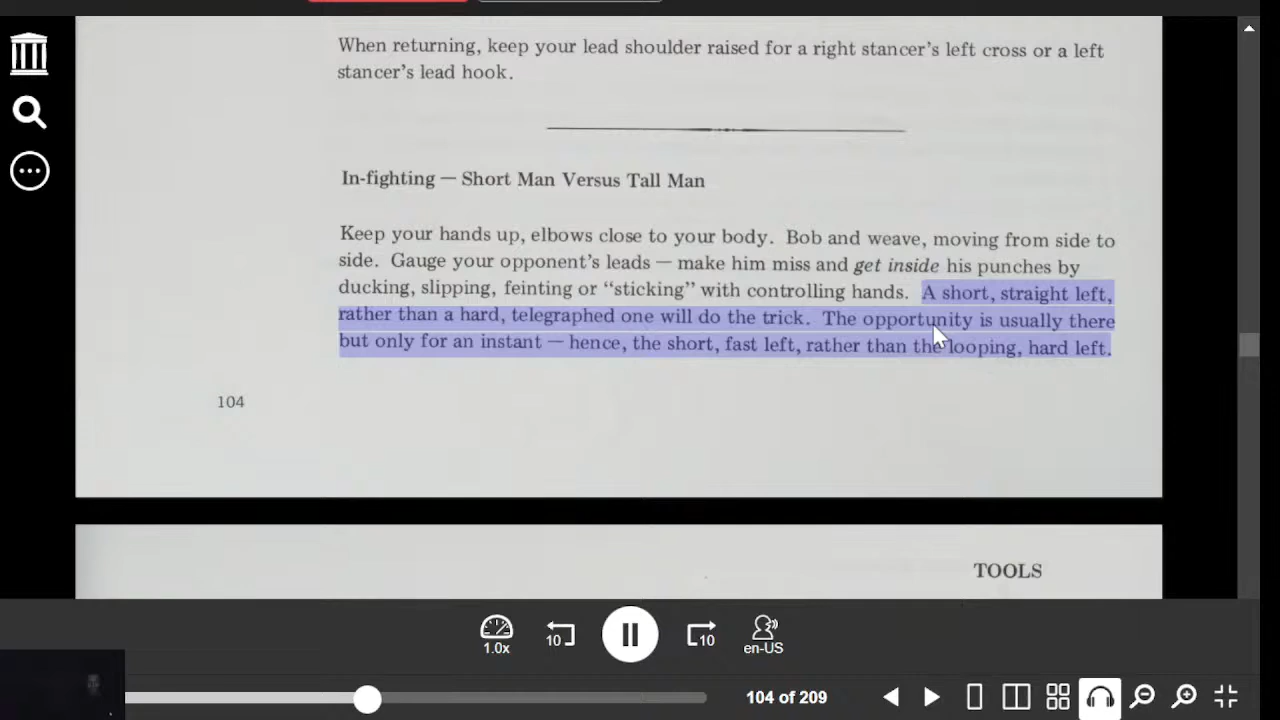 When returning, keep your lead shoulder raised for a right stancer's left cross or a left
stancer's lead hook.
In-fighting — Short Man Versus Tall Man
Keep your hands up, elbows close to your body. Bob and weave, moving from side to
side. Gauge your opponent's leads — make him miss and get inside his punches by
ducking, slipping, feinting or "sticking" with controlling hands. A short, straight left,
rather than a hard, telegraphed one will do the trick. The opportunity is usually there
but only for an instant — hence, the short, fast left, rather than the looping, hard left.
104
TOOLS
1.0x
10
10
en-US
104 of 209